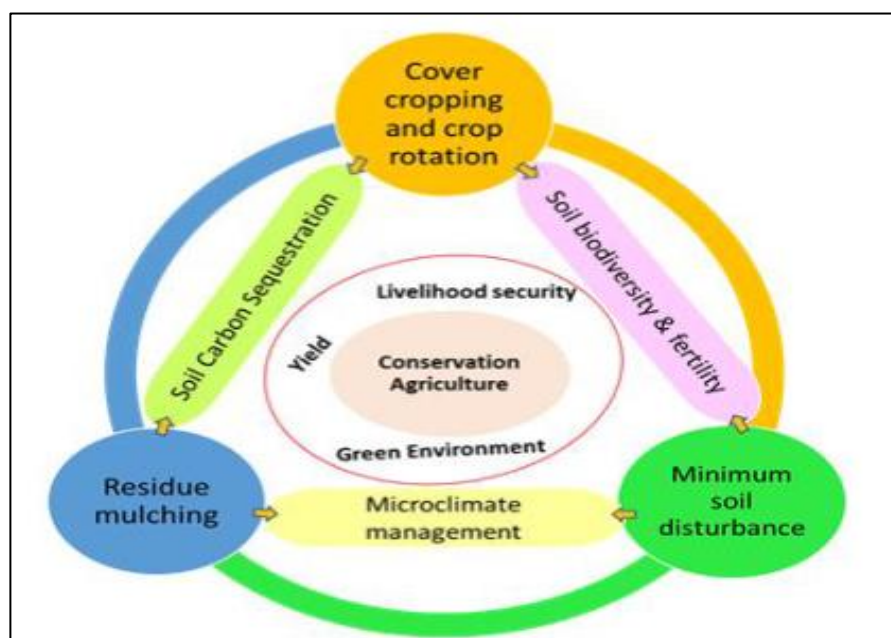 Cover
cropping
and crop
rotation
Soil Carbon Sequestration
Soil biodiversity & fertility
Livelihood security
Yield
Conservation
Agriculture
Green Environment
Residue
mulching
Microclimate
management
Minimum
soil
disturbance